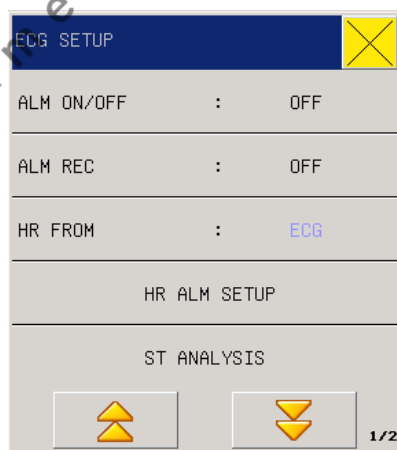 ECG SETUP
ALM ON/OFF : OFF
ALM REC : OFF
HR FROM : ECG
HR ALM SETUP
ST ANALYSIS
1/2